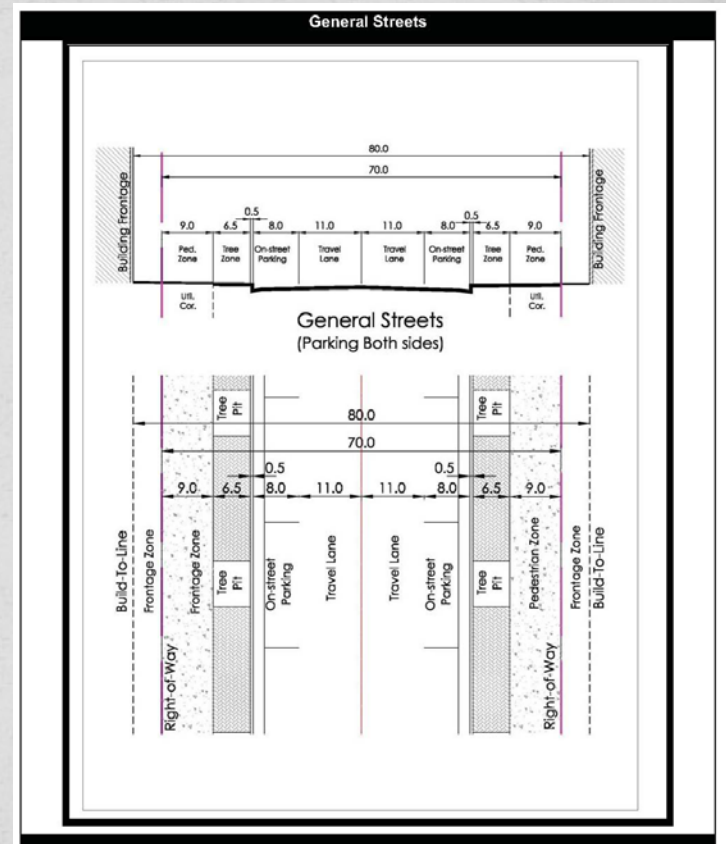 General Streets
80.0
70.0
0.5
0.5
9.0 6.5 8.0 11.0 11.0 8.0 6.5 9.0
Building Frontage
Ped.
Zone
Tree
Zone
On-street
Parking
Travel
Lane
Travel
Lane
On-street
Parking
Tree
Zone
Ped.
Zone
Building Frontage
Util.
Cor.
Util.
Cor.
General Streets
(Parking Both sides)
Tree
Pit
Tree
Pit
80.0
70.0
0.5
0.5
9.0 6.5 8.0 11.0 11.0 8.0 6.5 9.0
Build-To-Line
Frontage Zone
Right-of-Way
Frontage Zone
Tree
Pit
On-street
Parking
Travel Lane
Travel Lane
On-street
Parking
Tree
Pit
Pedestrian Zone
Right-of-Way
Frontage Zone
Build-To-Line